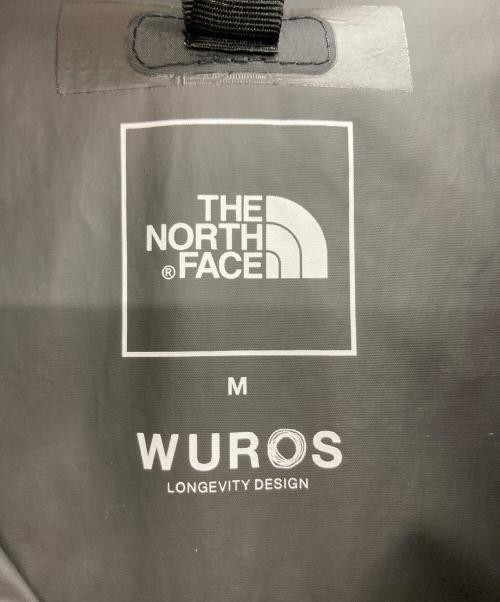 THE
NORTH
® FACE
M
WUROS
LONGEVITY DESIGN